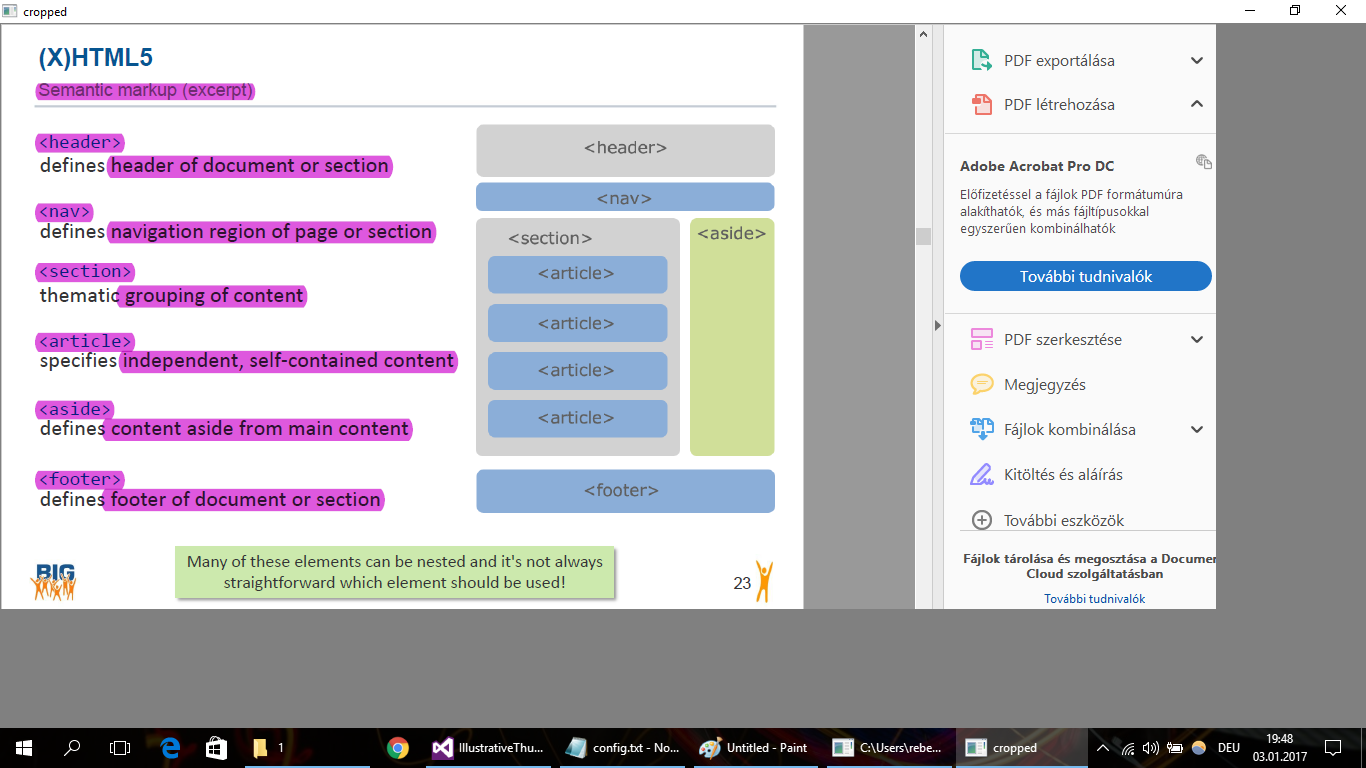 cropped
(X)HTML5
Semantic markup (excerpt)
<header>
defines header of document or section
<nav>
defines navigation region of page or section
<section>
thematic grouping of content
<article>
specifies independent, self-contained content
<aside>
defines content aside from main content
<footer>
defines footer of document or section
<header>
<nav>
<section>
<aside>
<article>
<article>
<article>
<article>
<footer>
Many of these elements can be nested and it's not always
straightforward which element should be used!
BIG
23
PDF exportálása
PDF létrehozása
Adobe Acrobat Pro DC
Előfizetéssel a fájlok PDF formátumúra
alakíthatók, és más fájltípusokkal
egyszerűen kombinálhatók
További tudnivalók
PDF szerkesztése
Megjegyzés
Fájlok kombinálása
Kitöltés és aláírás
További eszközök
Fájlok tárolása és megosztása a Documen
Cloud szolgáltatásban
További tudnivalók
1
IllustrativeThu...
config.txt - No...
Untitled - Paint
C:\Users\rebe...
cropped
DEU
19:48
03.01.2017